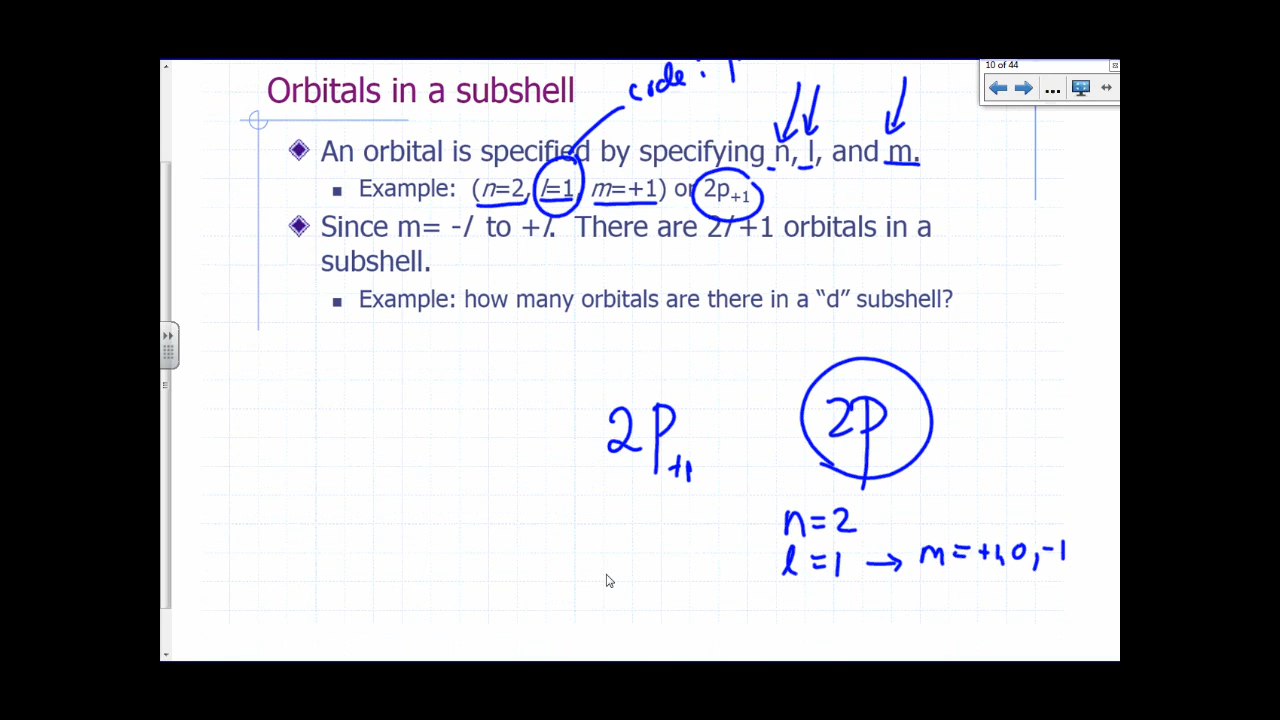 10 of 44
Orbitals in a subshell
code:
An orbital is specified by specifying n, l, and m.
Example: (n=2, l=1, m=+1) or 2p+1
Since m= -l to +l. There are 2l+1 orbitals in a
subshell.
Example: how many orbitals are there in a “d” subshell?
2p+1 2p
n=2
l=1 → m=+1,0,-1